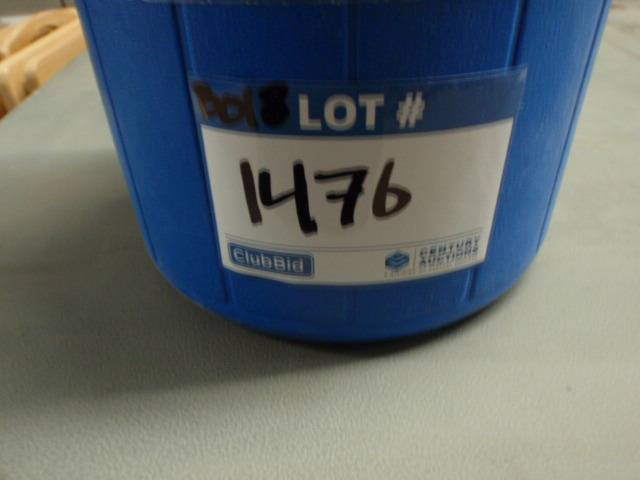 LOT #
1476
ClubBid
CENTURY
AUCTIONS